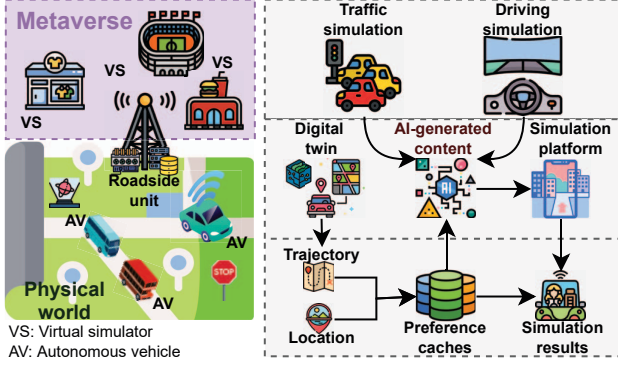 Metaverse
VS
VS
VS
Roadside
unit
AV
AV
AV
STOP
Physical
world
VS: Virtual simulator
AV: Autonomous vehicle
Traffic
simulation
Driving
simulation
Digital
twin
AI-generated
content
Simulation
platform
AI
Trajectory
Location
Preference
caches
Simulation
results